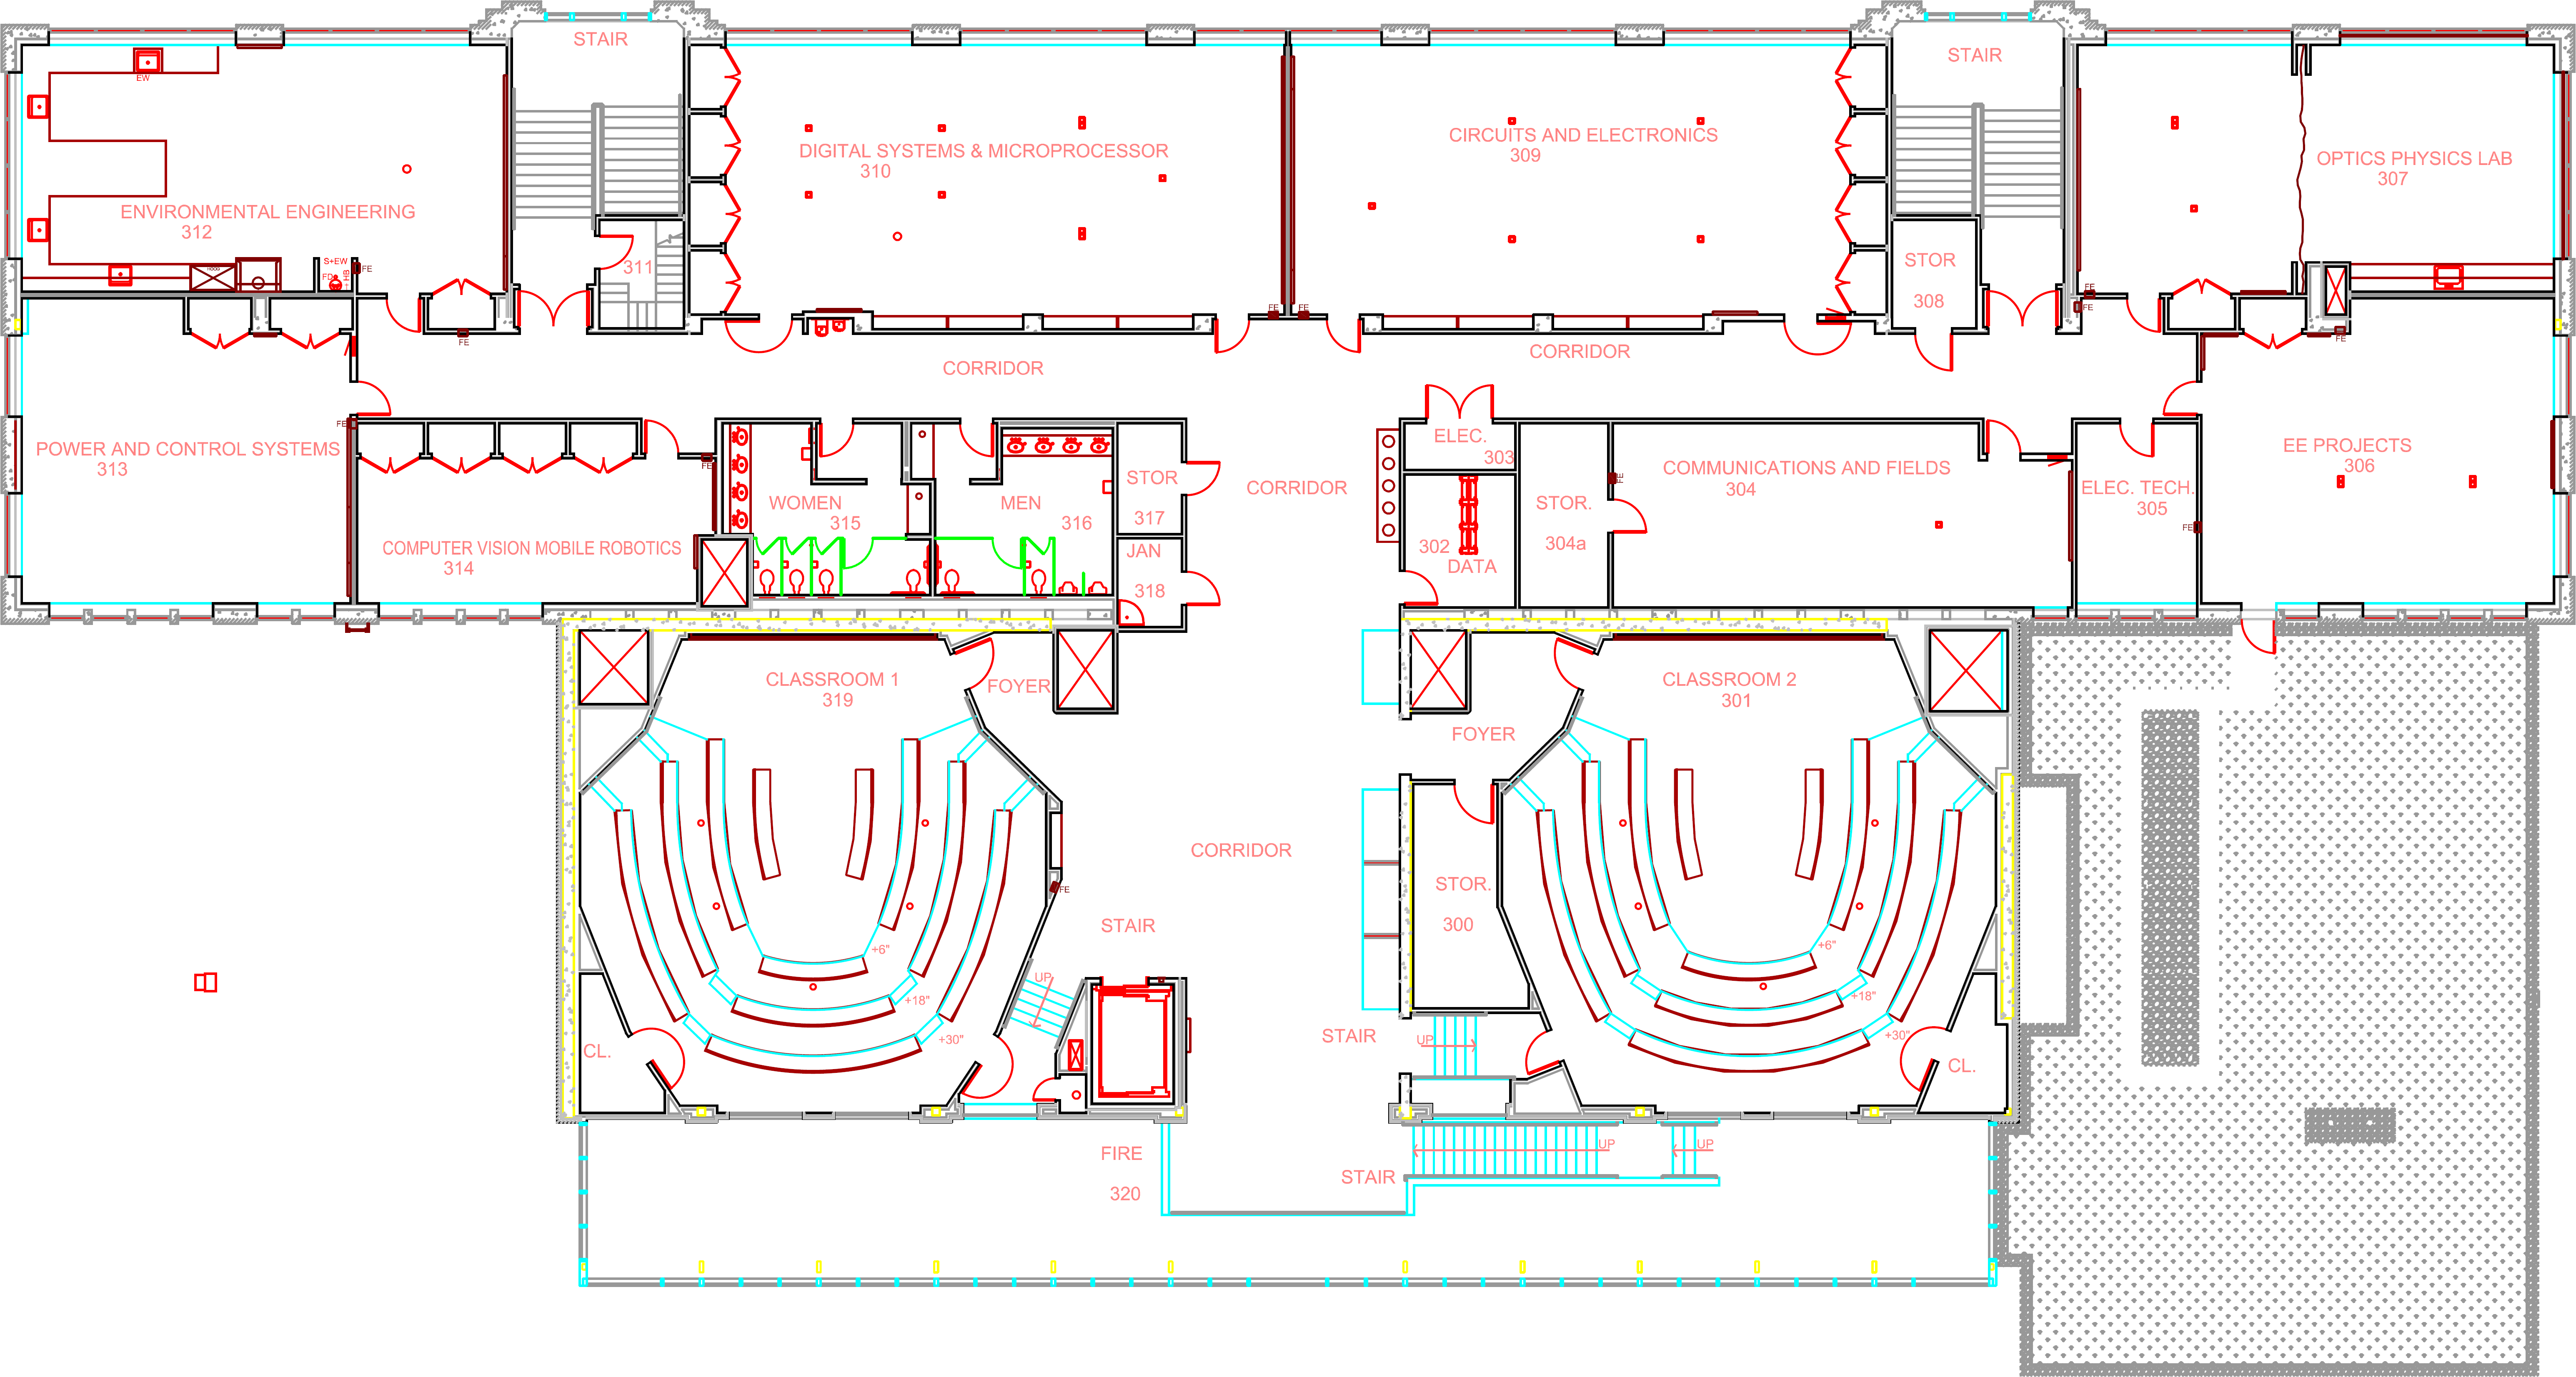 STAIR
STAIR
EW
CIRCUITS AND ELECTRONICS
309
DIGITAL SYSTEMS & MICROPROCESSOR
310
OPTICS PHYSICS LAB
307
ENVIRONMENTAL ENGINEERING
312
S+EW
FD
HB
FE
311
STOR
308
FE
FE
FE
FE
FE
FE
CORRIDOR
CORRIDOR
FE
POWER AND CONTROL SYSTEMS
313
FE
ELEC.
303
EE PROJECTS
306
COMMUNICATIONS AND FIELDS
304
FE
STOR
317
CORRIDOR
ELEC. TECH.
305
WOMEN
315
MEN
316
STOR.
304a
FE
COMPUTER VISION MOBILE ROBOTICS
314
302
DATA
JAN
318
CLASSROOM 1
319
FOYER
CLASSROOM 2
301
FOYER
CORRIDOR
STOR.
300
FE
STAIR
+6"
+6"
UP
+18"
+18"
STAIR
UP
+30"
+30"
CL.
CL.
FIRE
320
UP
UP
STAIR